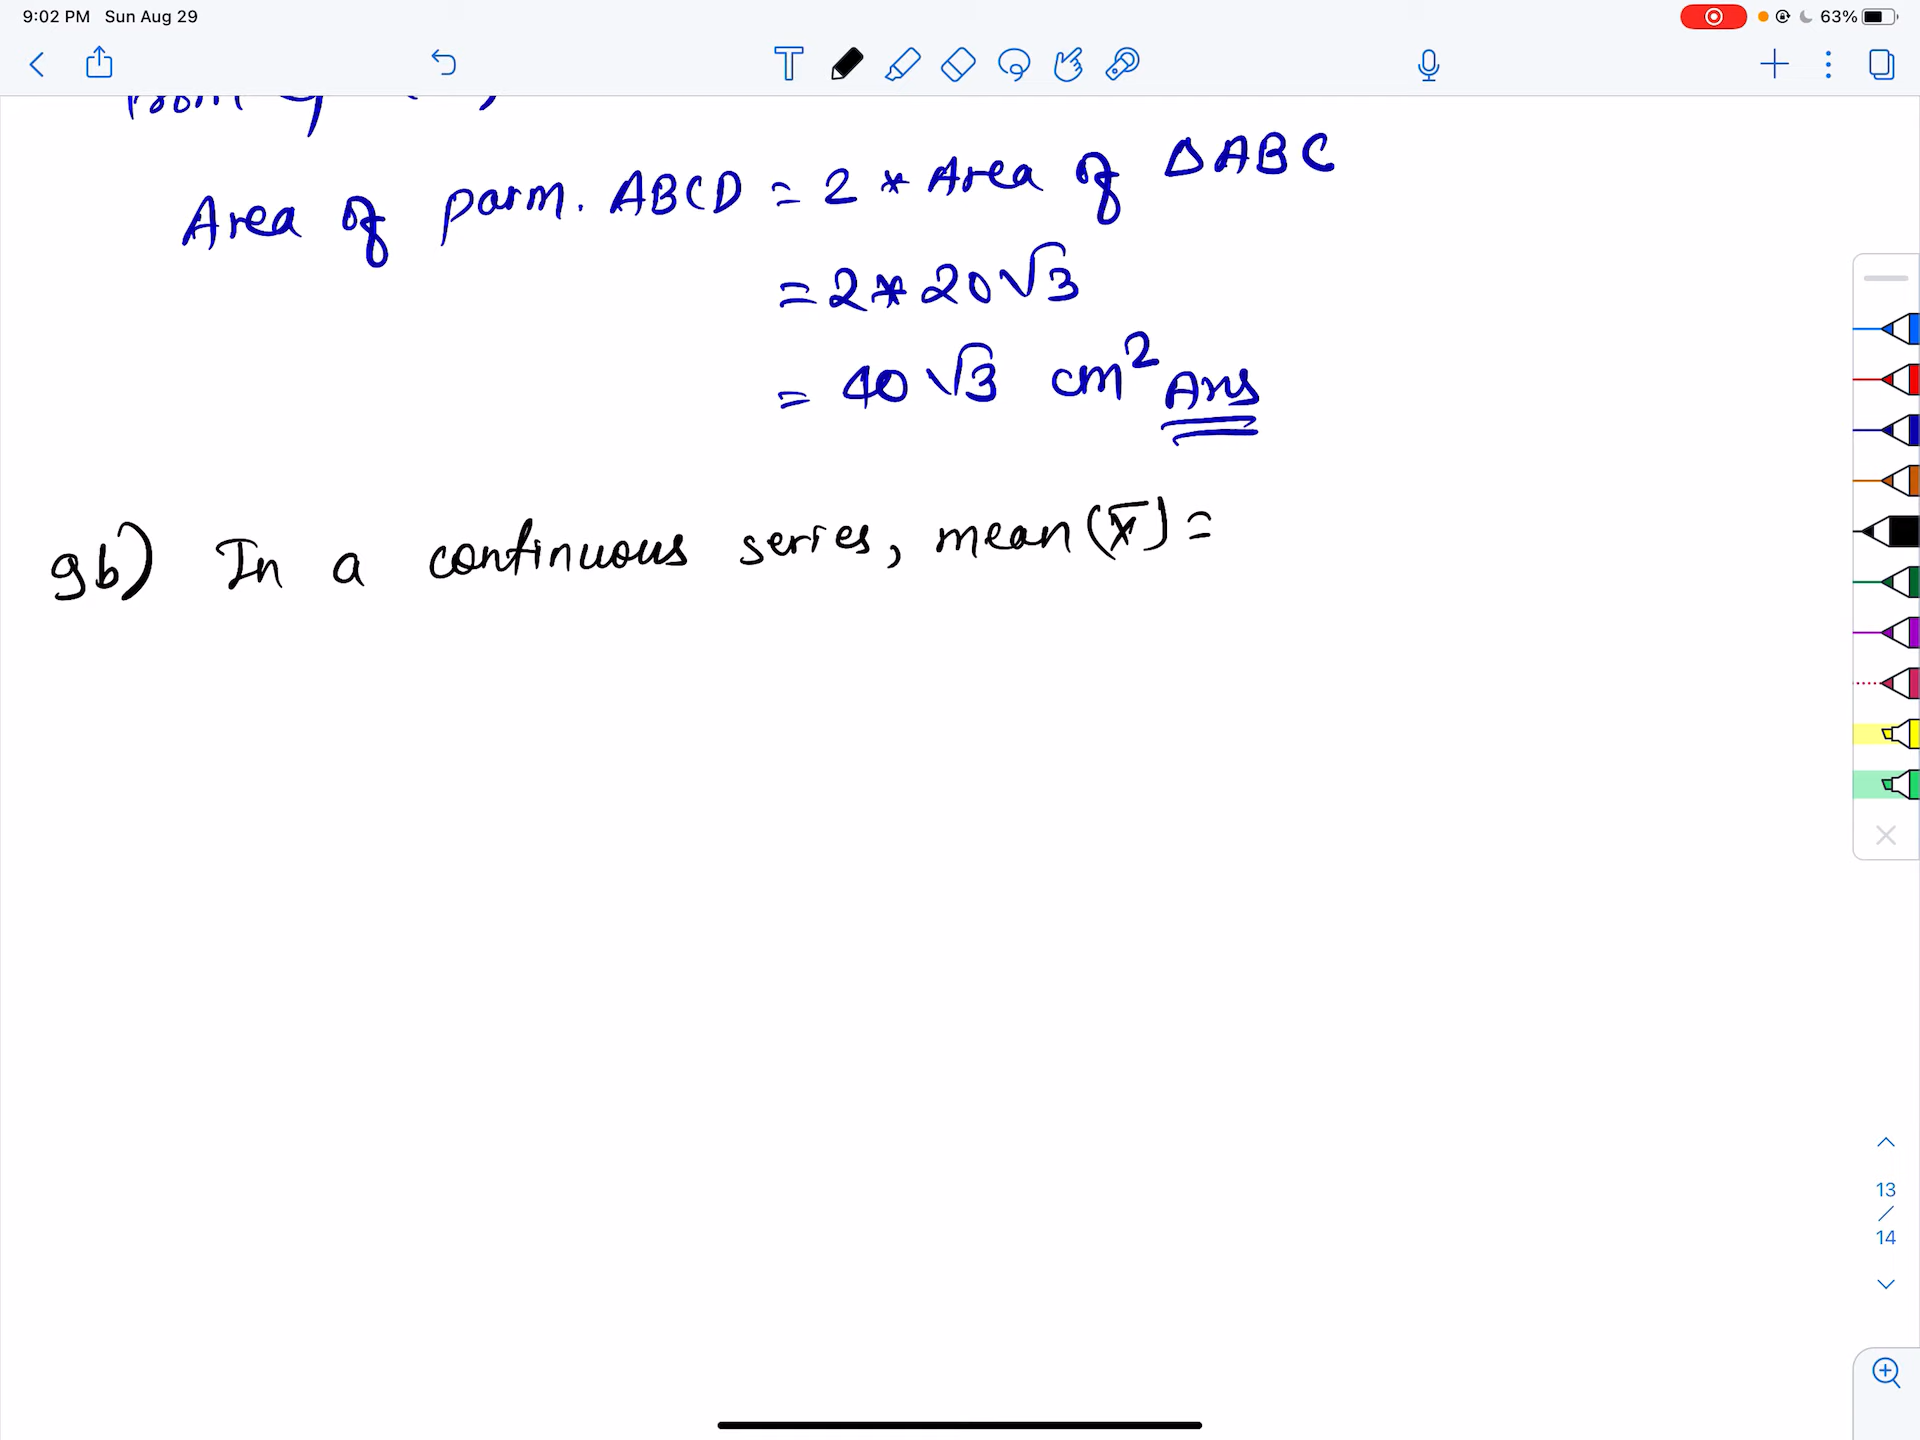 9:02 PM Sun Aug 29
63%
Area of parm. ABCD = 2 * Area of ΔABC
= 2 * 20√3
= 40√3 cm² Ans
9b) In a continuous series, mean (x̄) =
13
/
14